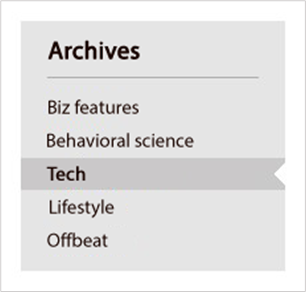 Archives
Biz features
Behavioral science
Tech
Lifestyle
Offbeat